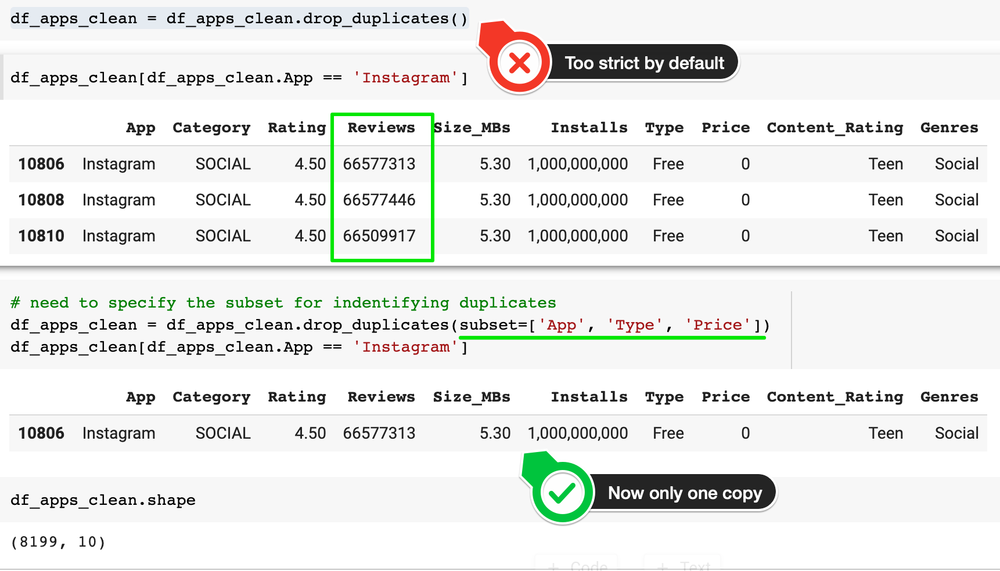 df_apps_clean = df_apps_clean.drop_duplicates()
Too strict by default
df_apps_clean[df_apps_clean.App == 'Instagram']
App Category Rating Reviews Size_MBs Installs Type Price Content_Rating Genres
10806 Instagram SOCIAL 4.50 66577313 5.30 1,000,000,000 Free 0 Teen Social
10808 Instagram SOCIAL 4.50 66577446 5.30 1,000,000,000 Free 0 Teen Social
10810 Instagram SOCIAL 4.50 66509917 5.30 1,000,000,000 Free 0 Teen Social
# need to specify the subset for indentifying duplicates
df_apps_clean = df_apps_clean.drop_duplicates(subset=['App', 'Type', 'Price'])
df_apps_clean[df_apps_clean.App == 'Instagram']
App Category Rating Reviews Size_MBs Installs Type Price Content_Rating Genres
10806 Instagram SOCIAL 4.50 66577313 5.30 1,000,000,000 Free 0 Teen Social
Now only one copy
df_apps_clean.shape
(8199, 10)
+ Code + Text